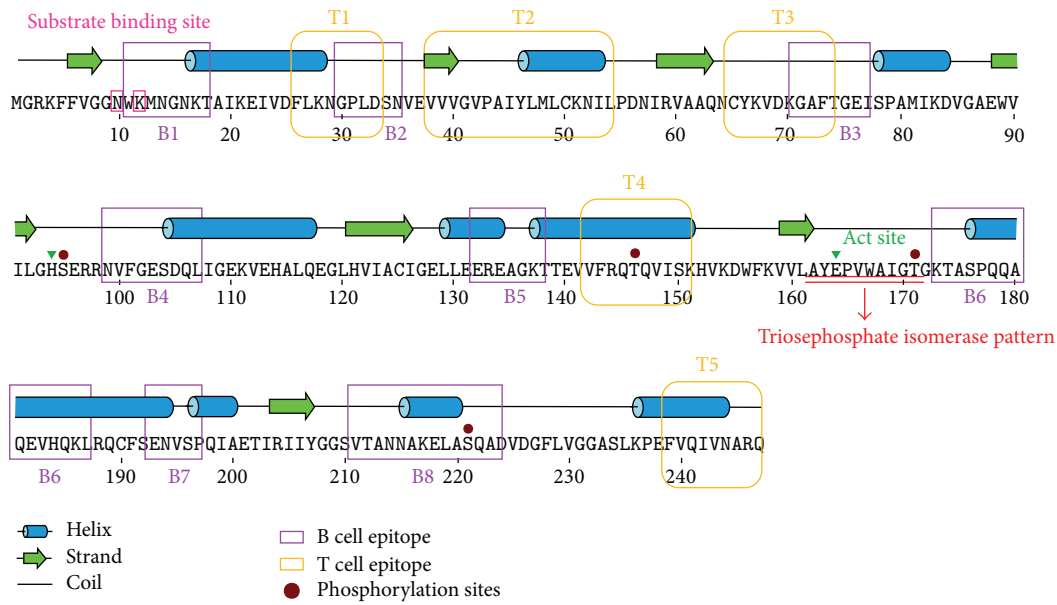 T1 T2 T3
Substrate binding site
MGRKFFVGGNWKMNGNKTAIKEIVDFLKNGPLDSNVEVVVGVPAIYLMLCKNILPDNIRVAAQNCYKVDKGAFTGEISPAMIKDVGAEWV
10 B1 20 30 B2 40 50 60 70 B3 80 90
T4
Act site
ILGHSERRNVFGESDQLIGEKVEHALQEGLHVIACIGELLEEREAGKTTEVVFRQTQVISKHVKDWFKVVLAYEPVWAIGTGKTASPQQA
100 B4 110 120 130 B5 140 150 160 170 B6 180
Triosephosphate isomerase pattern
T5
QEVHQKLRQCFSENVSPQIAETIRIIYGGSVTANNAKELASQADVDGFLVGGASLKPEFVQIVNARQ
B6 190 B7 200 210 B8 220 230 240
Helix
Strand
Coil
B cell epitope
T cell epitope
Phosphorylation sites